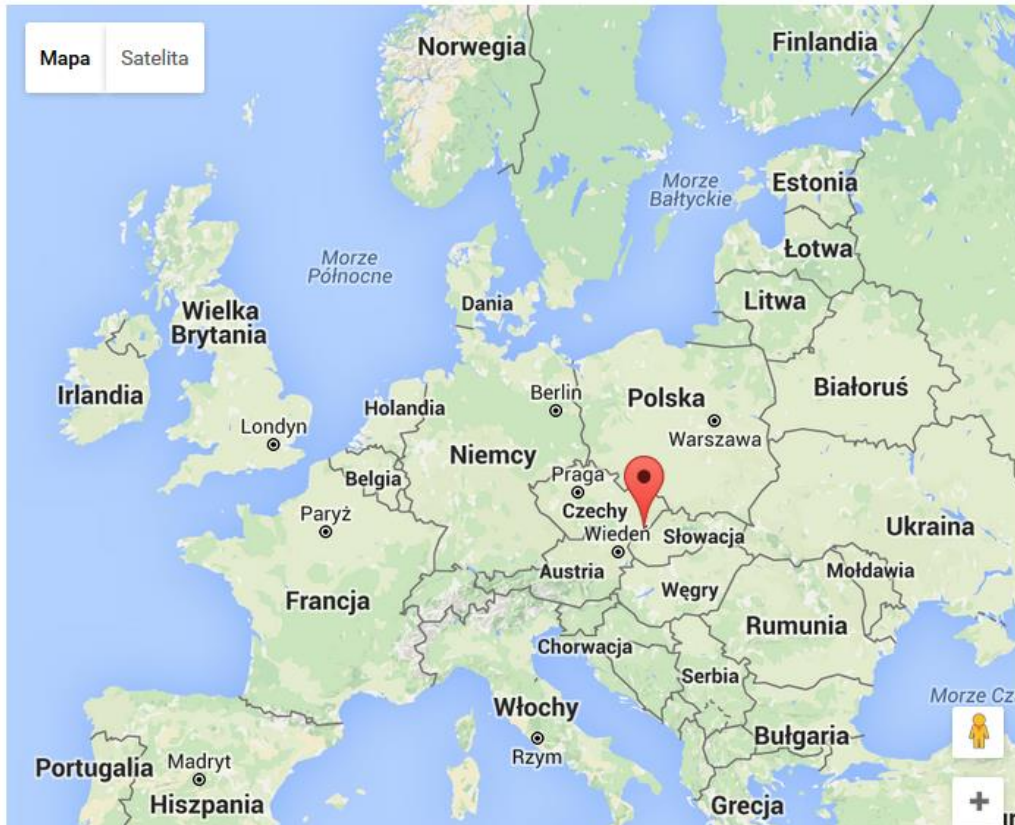 Mapa
Satelita
Norwegia
Finlandia
Morze
Bałtyckie
Estonia
Łotwa
Litwa
Morze
Północne
Dania
Wielka
Brytania
Irlandia
Londyn
Holandia
Berlin
Polska
Warszawa
Białoruś
Niemcy
Belgia
Praga
Czechy
Paryż
Wiedeń
Słowacja
Ukraina
Austria
Węgry
Mołdawia
Francja
Rumunia
Chorwacja
Serbia
Włochy
Rzym
Morze Cz
Bułgaria
Portugalia
Madryt
Hiszpania
Grecja